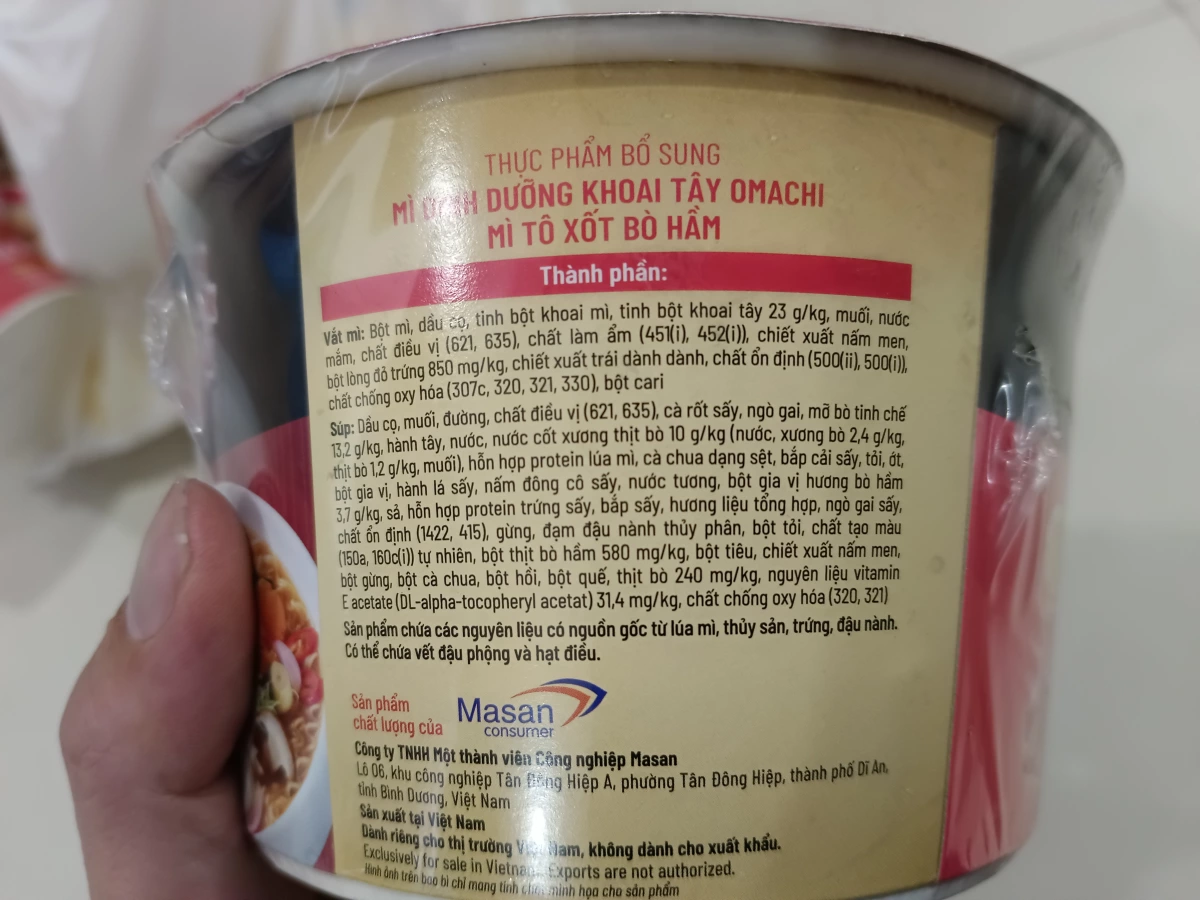 THỰC PHẨM BỔ SUNG
MÌ DƯỠNG KHOAI TÂY OMACHI
MÌ TÔ XỐT BÒ HẦM
Thành phần:
Vắt mì: Bột mì, dầu cọ, tinh bột khoai mì, tinh bột khoai tây 23 g/kg, muối, nước
mắm, chất điều vị (621, 635), chất làm ẩm (451(i), 452(i)), chiết xuất nấm men,
bột lòng đỏ trứng 850 mg/kg, chiết xuất trái dành dành, chất ổn định (500(ii), 500(i)),
chất chống oxy hóa (307c, 320, 321, 330), bột cari
Súp: Dầu cọ, muối, đường, chất điều vị (621, 635), cà rốt sấy, ngò gai, mỡ bò tinh chế
13,2 g/kg, hành tây, nước, nước cốt xương thịt bò 10 g/kg (nước, xương bò 2,4 g/kg,
thịt bò 1,2 g/kg, muối), hỗn hợp protein lúa mì, cà chua dạng sệt, bắp cải sấy, tỏi, ớt,
bột gia vị, hành lá sấy, nấm đông cô sấy, nước tương, bột gia vị hương bò hầm
3,7 g/kg, sả, hỗn hợp protein trứng sấy, bắp sấy, hương liệu tổng hợp, ngò gai sấy,
chất ổn định (1422, 415), gừng, đạm đậu nành thủy phân, bột tỏi, chất tạo màu
(150a, 160c(i)) tự nhiên, bột thịt bò hầm 580 mg/kg, bột tiêu, chiết xuất nấm men,
bột gừng, bột cà chua, bột hồi, bột quế, thịt bò 240 mg/kg, nguyên liệu vitamin
E acetate (DL-alpha-tocopheryl acetat) 31,4 mg/kg, chất chống oxy hóa (320, 321)
Sản phẩm chứa các nguyên liệu có nguồn gốc từ lúa mì, thủy sản, trứng, đậu nành.
Có thể chứa vết đậu phộng và hạt điều.
Sản phẩm
chất lượng của
Masan
consumer
Công ty TNHH Một thành viên Công nghiệp Masan
Lô 06, khu công nghiệp Tân Đông Hiệp A, phường Tân Đông Hiệp, thành phố Dĩ An,
tỉnh Bình Dương, Việt Nam
Sản xuất tại Việt Nam
Dành riêng cho thị trường Việt Nam, không dành cho xuất khẩu.
Exclusively for sale in Vietnam. Exports are not authorized.
Hình ảnh trên bao bì chỉ mang tính minh họa cho sản phẩm